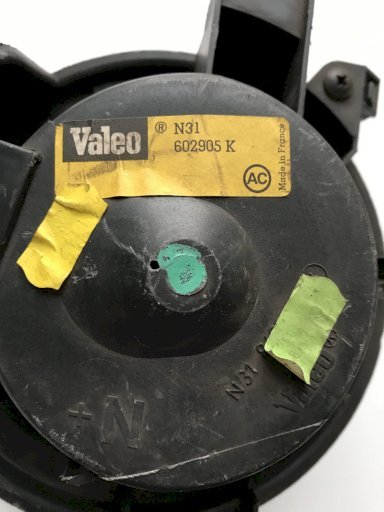 Valeo ® N31
602905 K
AC
Made in France
N31
Valeo
+N